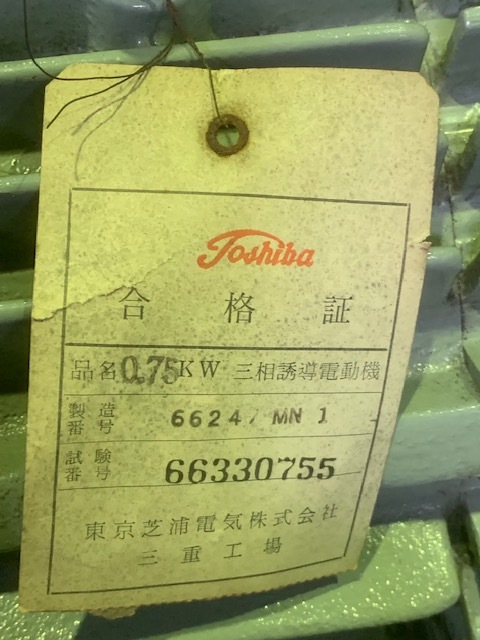 Toshiba
合格証
品名 0.75KW 三相誘導電動機
製造番号 66247 MN 1
試験番号 66330755
東京芝浦電気株式会社
三重工場